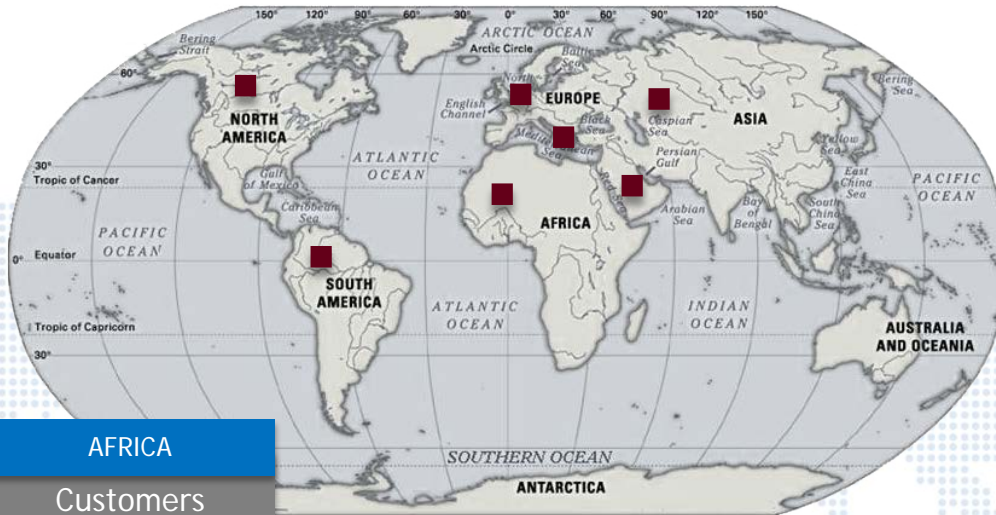 150° 120° 90° 60° 30° 0° 30° 60° 90° 120° 150°
ARCTIC OCEAN
Arctic Circle
Bering
Strait
Baltic
Sea
60°
North
Bering
Sea
EUROPE
English
Channel
NORTH
AMERICA
Black
Sea
Caspian
Sea
ASIA
Mediterranean
Sea
Yellow
Sea
ATLANTIC
OCEAN
Persian
Gulf
30°
Tropic of Cancer
Gulf
of Mexico
Red Sea
East
China
Sea
PACIFIC
OCEAN
Caribbean
Sea
Arabian
Sea
Bay
of
Bengal
South
China
Sea
AFRICA
PACIFIC
OCEAN
0°
Equator
SOUTH
AMERICA
ATLANTIC
OCEAN
INDIAN
OCEAN
Tropic of Capricorn
AUSTRALIA
AND OCEANIA
30°
SOUTHERN OCEAN
ANTARCTICA
AFRICA
Customers